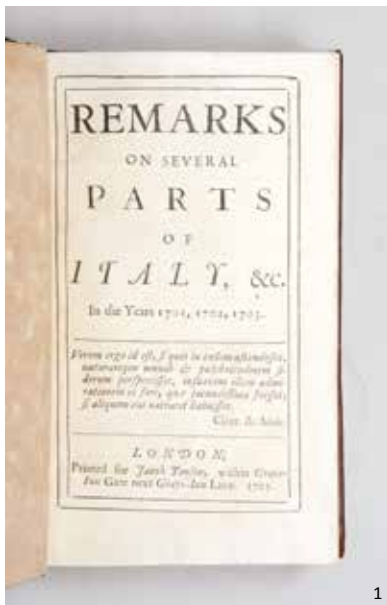 REMARKS
ON SEVERAL
PARTS
OF
ITALY, &c.
In the Years 1701, 1702, 1703.
Verum ergo id est, si quis in cœlum ascendisset,
naturamque mundi & pulchritudinem si-
derum perspexisset, insuavem illam admi-
rationem ei fore, quæ jucundissima fuisset,
si aliquem cui narraret habuisset.
Cicer. de Amic.
LONDON,
Printed for Jacob Tonson, within Grays-
Inn Gate next Grays-Inn Lane. 1705.
1